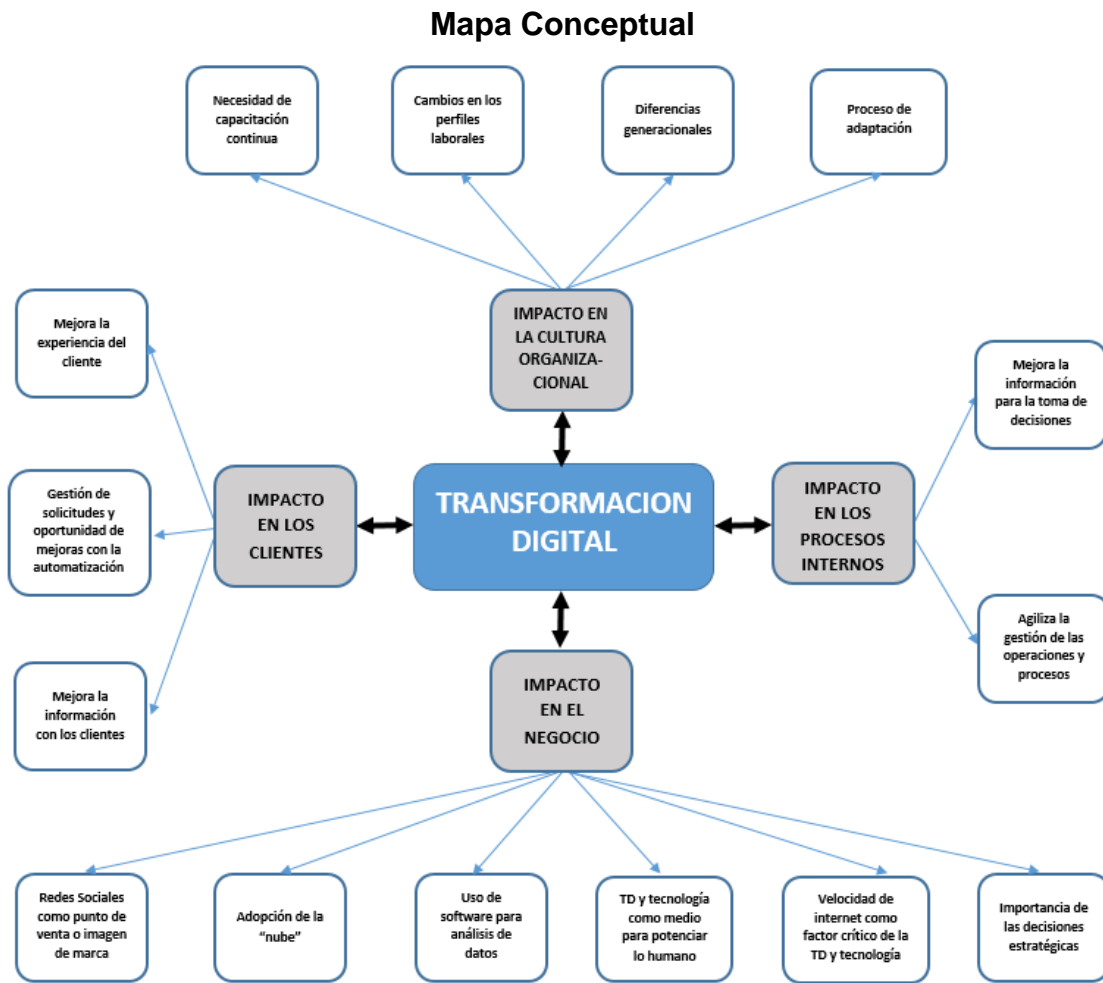 Mapa Conceptual
Necesidad de
capacitación
continua
Cambios en los
perfiles
laborales
Diferencias
generacionales
Proceso de
adaptación
IMPACTO EN
LA CULTURA
ORGANIZA-
CIONAL
Mejora la
experiencia del
cliente
Gestión de
solicitudes y
oportunidad de
mejoras con la
automatización
Mejora la
información
con los clientes
IMPACTO
EN LOS
CLIENTES
TRANSFORMACION
DIGITAL
IMPACTO
EN LOS
PROCESOS
INTERNOS
Mejora la
información
para la toma de
decisiones
Agiliza la
gestión de las
operaciones y
procesos
IMPACTO
EN EL
NEGOCIO
Redes Sociales
como punto de
venta o imagen
de marca
Adopción de la
“nube”
Uso de
software para
análisis de
datos
TD y tecnología
como medio
para potenciar
lo humano
Velocidad de
internet como
factor crítico de la
TD y tecnología
Importancia de
las decisiones
estratégicas